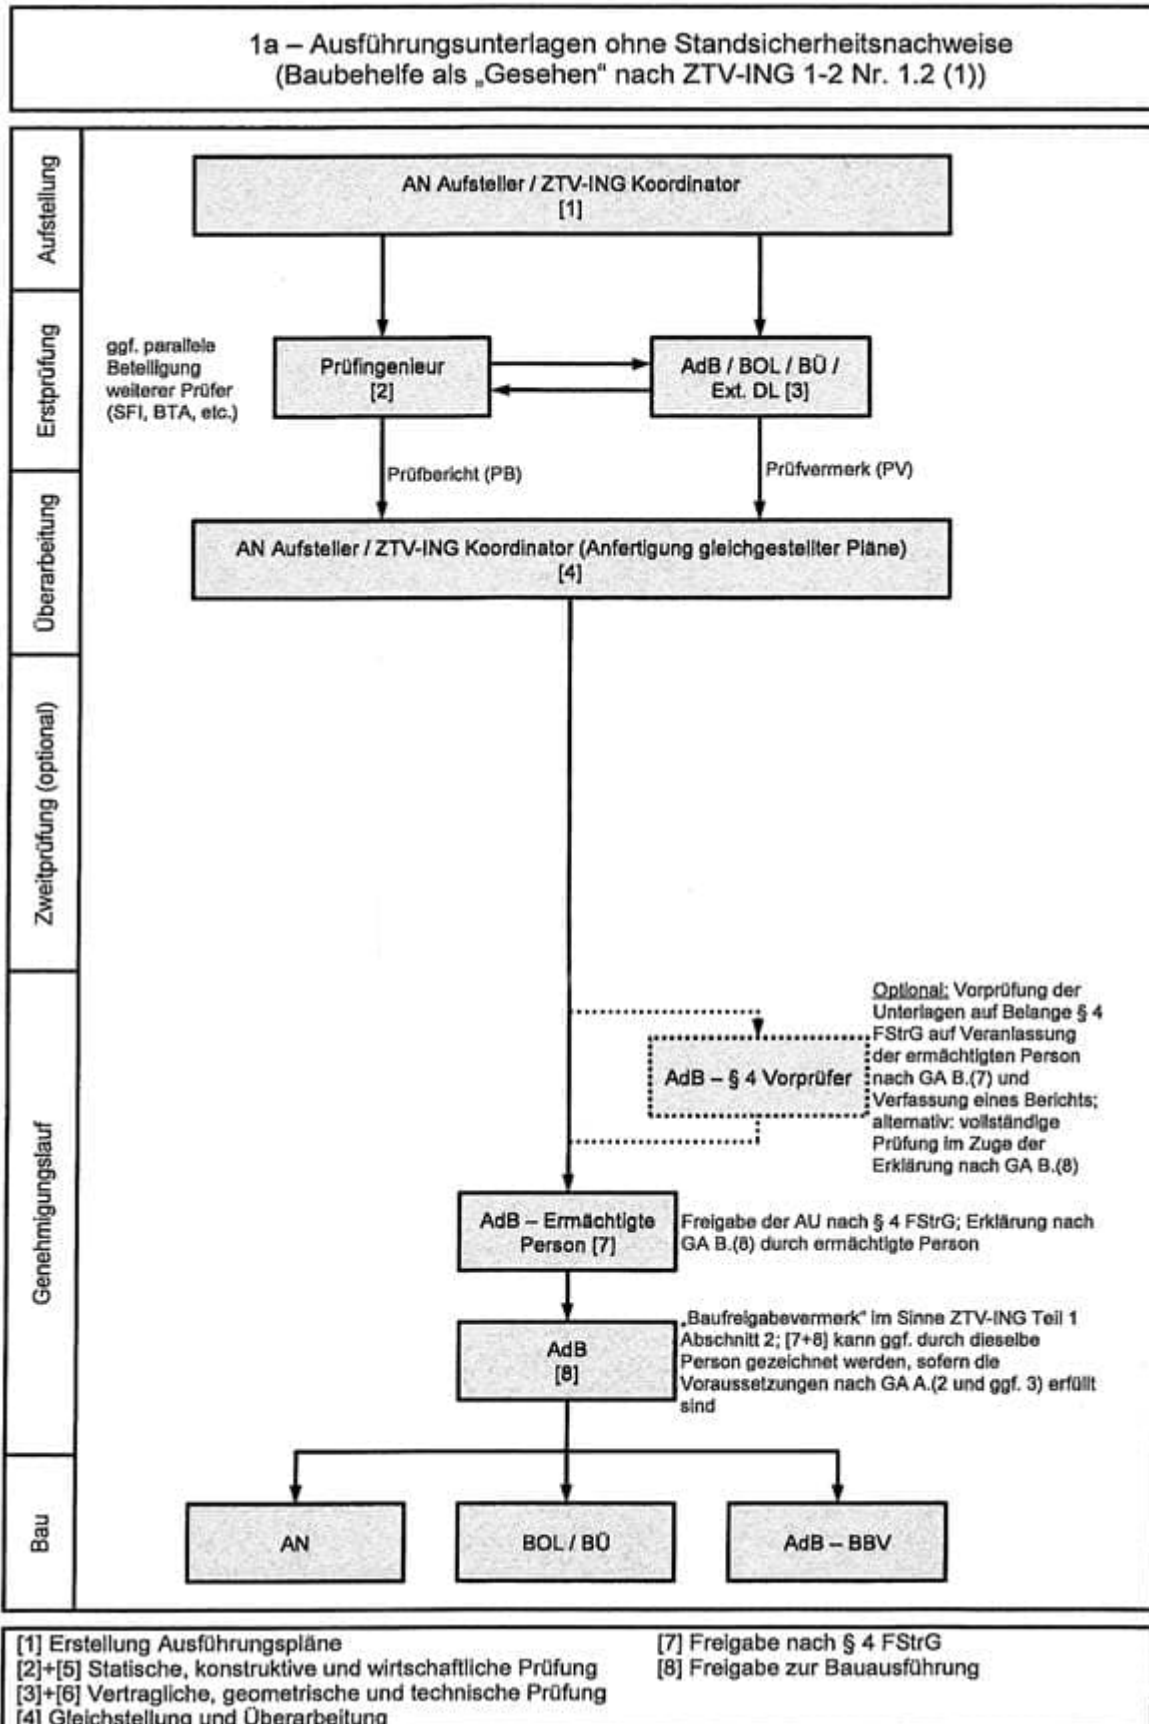 1a – Ausführungsunterlagen ohne Standsicherheitsnachweise
(Baubehelfe als „Gesehen“ nach ZTV-ING 1-2 Nr. 1.2 (1))
Aufstellung
AN Aufsteller / ZTV-ING Koordinator
[1]
Erstprüfung
ggf. parallele
Beteiligung
weiterer Prüfer
(SFI, BTA, etc.)
Prüfingenieur
[2]
AdB / BOL / BÜ /
Ext. DL [3]
Prüfbericht (PB)
Prüfvermerk (PV)
Überarbeitung
AN Aufsteller / ZTV-ING Koordinator (Anfertigung gleichgestellter Pläne)
[4]
Zweitprüfung (optional)
Genehmigungslauf
AdB – § 4 Vorprüfer
Optional: Vorprüfung der
Unterlagen auf Belange § 4
FStrG auf Veranlassung
der ermächtigten Person
nach GA B.(7) und
Verfassung eines Berichts;
alternativ: vollständige
Prüfung im Zuge der
Erklärung nach GA B.(8)
AdB – Ermächtigte
Person [7]
Freigabe der AU nach § 4 FStrG; Erklärung nach
GA B.(8) durch ermächtigte Person
AdB
[8]
„Baufreigabevermerk“ im Sinne ZTV-ING Teil 1
Abschnitt 2; [7+8] kann ggf. durch dieselbe
Person gezeichnet werden, sofern die
Voraussetzungen nach GA A.(2 und ggf. 3) erfüllt
sind
Bau
AN
BOL / BÜ
AdB – BBV
[1] Erstellung Ausführungspläne
[2]+[5] Statische, konstruktive und wirtschaftliche Prüfung
[3]+[6] Vertragliche, geometrische und technische Prüfung
[4] Gleichstellung und Überarbeitung
[7] Freigabe nach § 4 FStrG
[8] Freigabe zur Bauausführung